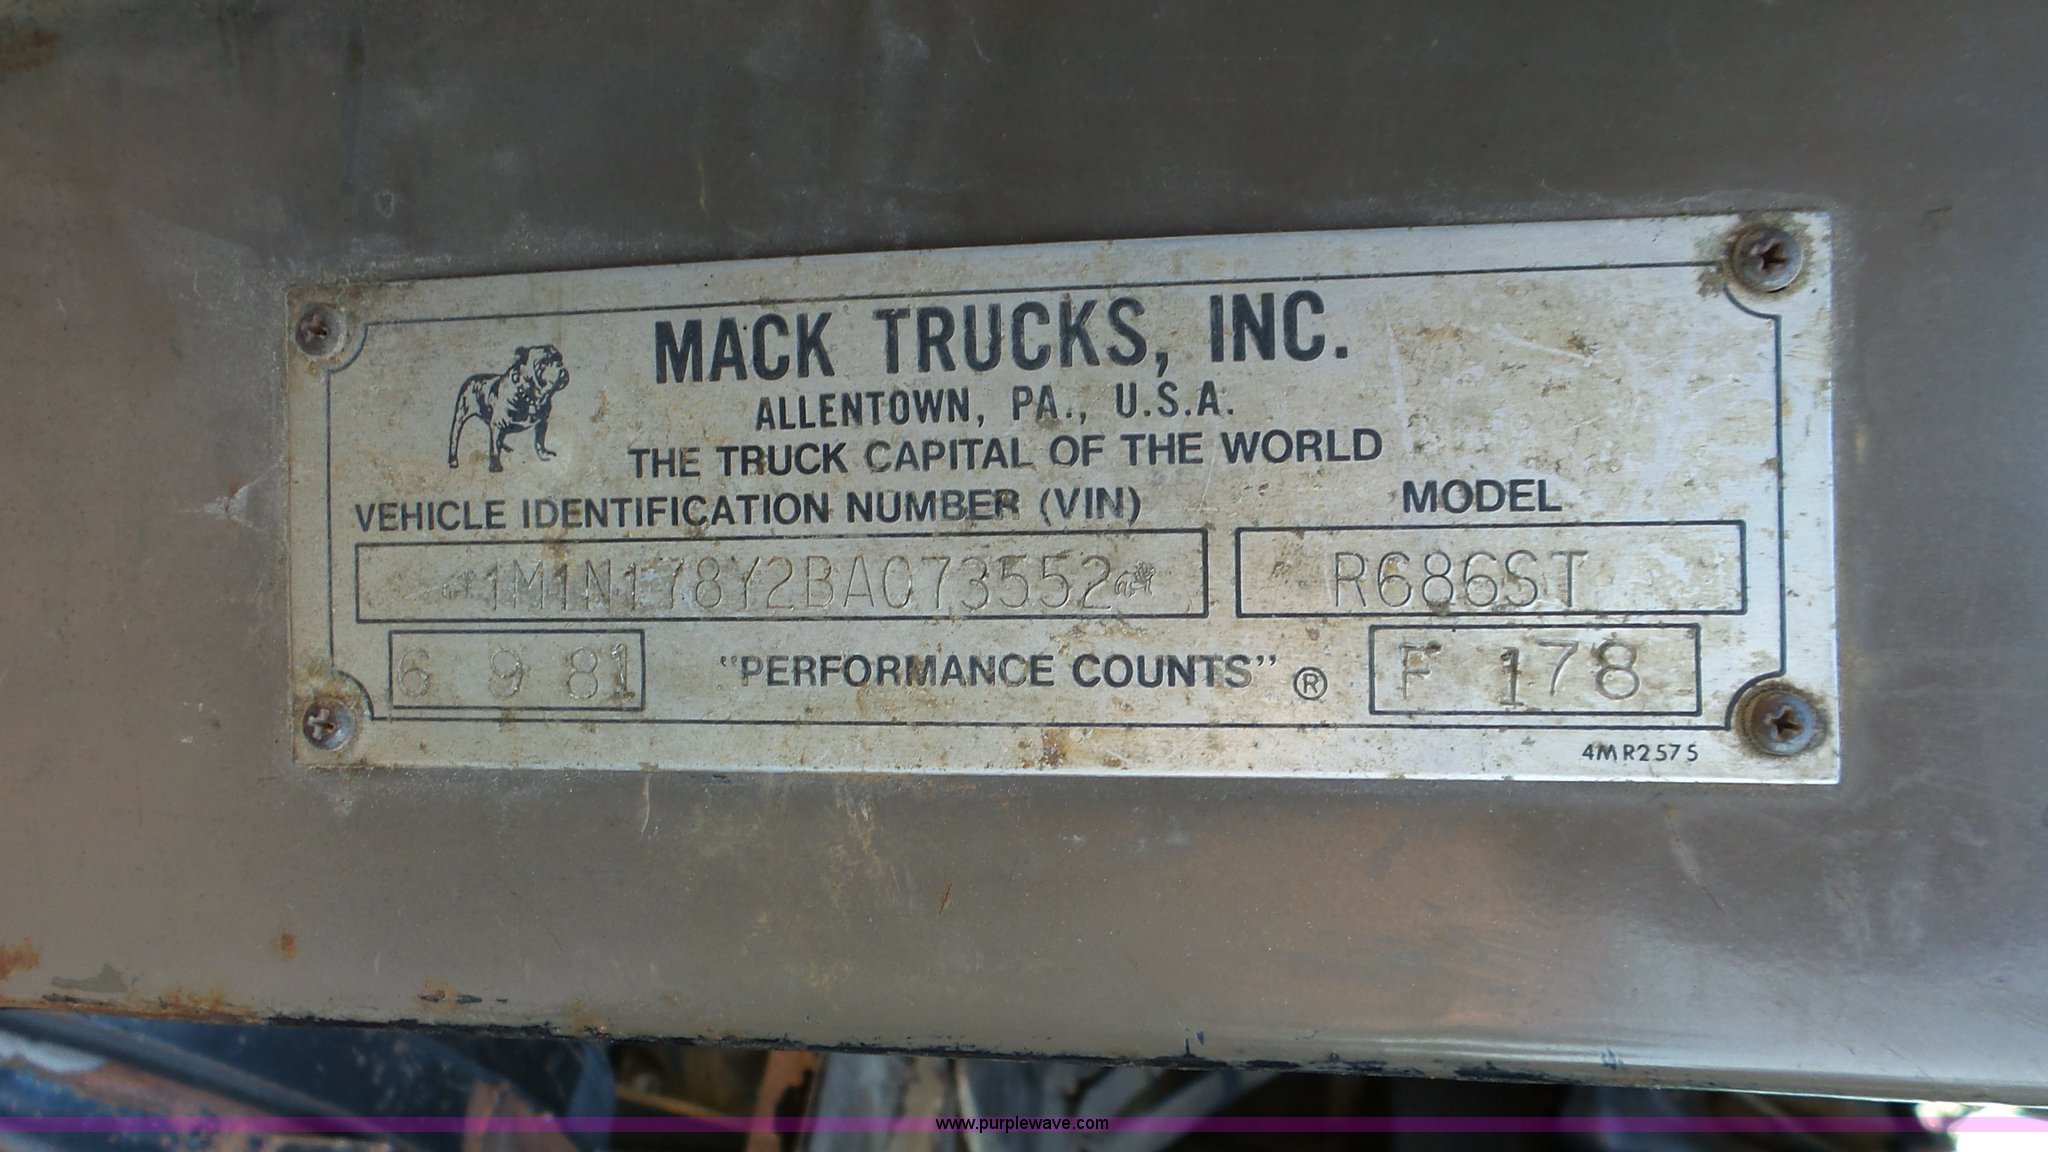 MACK TRUCKS, INC.
ALLENTOWN, PA., U.S.A.
THE TRUCK CAPITAL OF THE WORLD
VEHICLE IDENTIFICATION NUMBER (VIN) MODEL
1M1N178Y2BA073552 R686ST
6 9 81 "PERFORMANCE COUNTS" ® F 178
4MR2575
www.purplewave.com